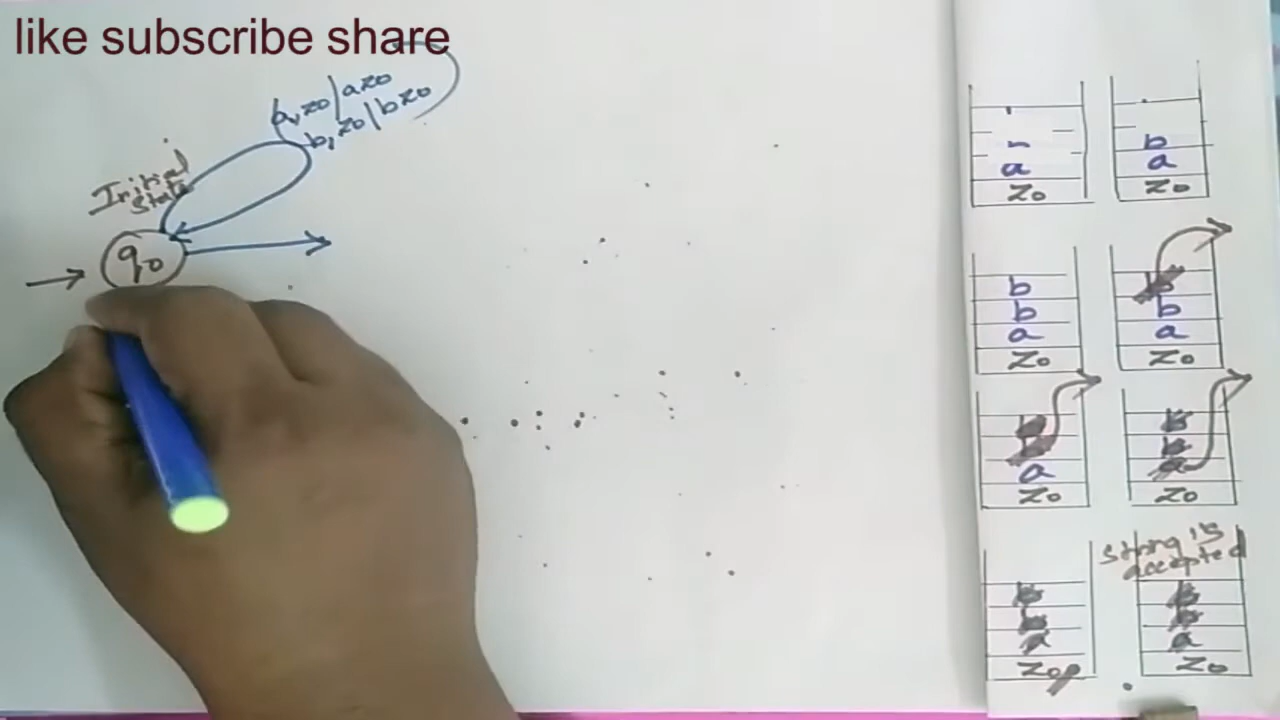 like subscribe share
a, z0 | a z0
b, z0 | b z0
Initial
State
q0
a
z0
b
a
z0
b
b
a
z0
b
b
a
z0
b
b
a
z0
b
b
a
z0
string is
accepted
b
b
a
z0
b
b
a
z0